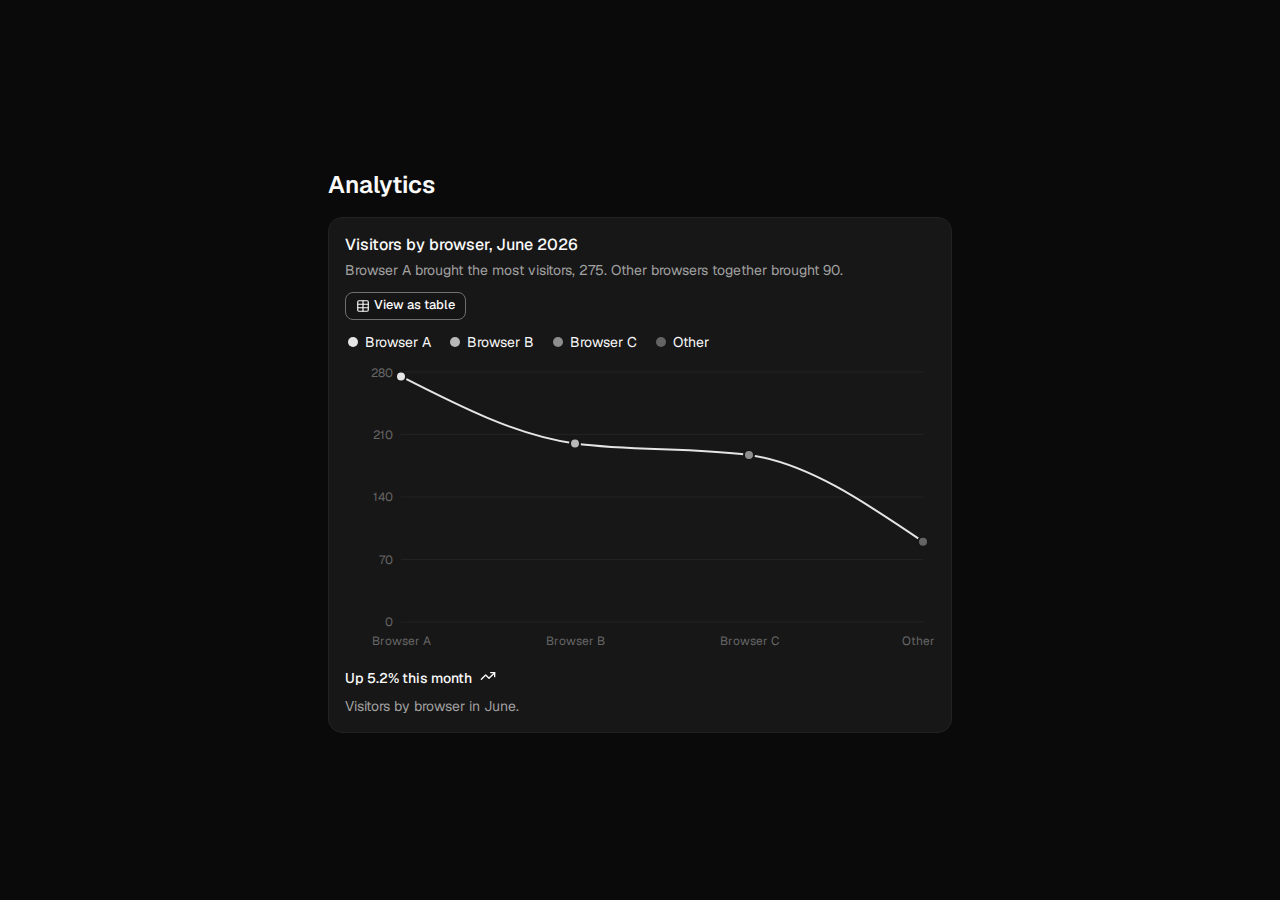 Analytics
Visitors by browser, June 2026
Browser A brought the most visitors, 275. Other browsers together brought 90.
View as table
Browser A Browser B Browser C Other
280
210
140
70
0
Browser A Browser B Browser C Other
Up 5.2% this month
Visitors by browser in June.